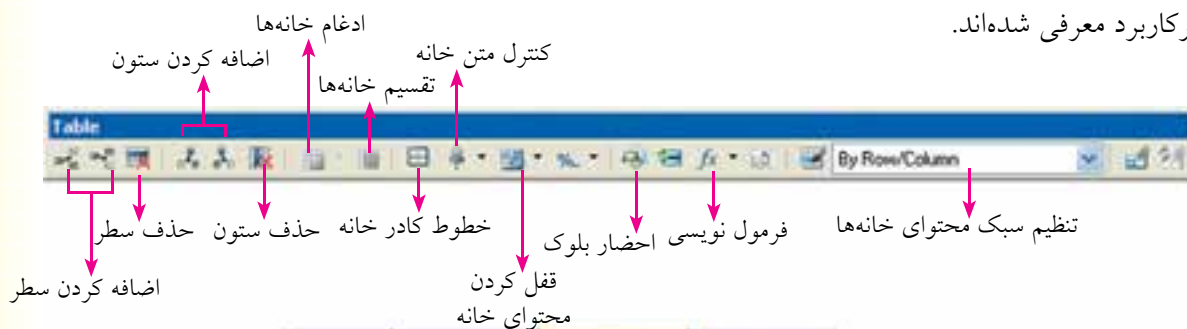 رکاربرد معرفی شده‌اند.
ادغام خانه‌ها
کنترل متن خانه
اضافه کردن ستون
تقسیم خانه‌ها
Table
By Row/Column
تنظیم سبک محتوای خانه‌ها
فرمول نویسی
احضار بلوک
خطوط کادر خانه
حذف ستون
حذف سطر
قفل کردن
محتوای خانه
اضافه کردن سطر